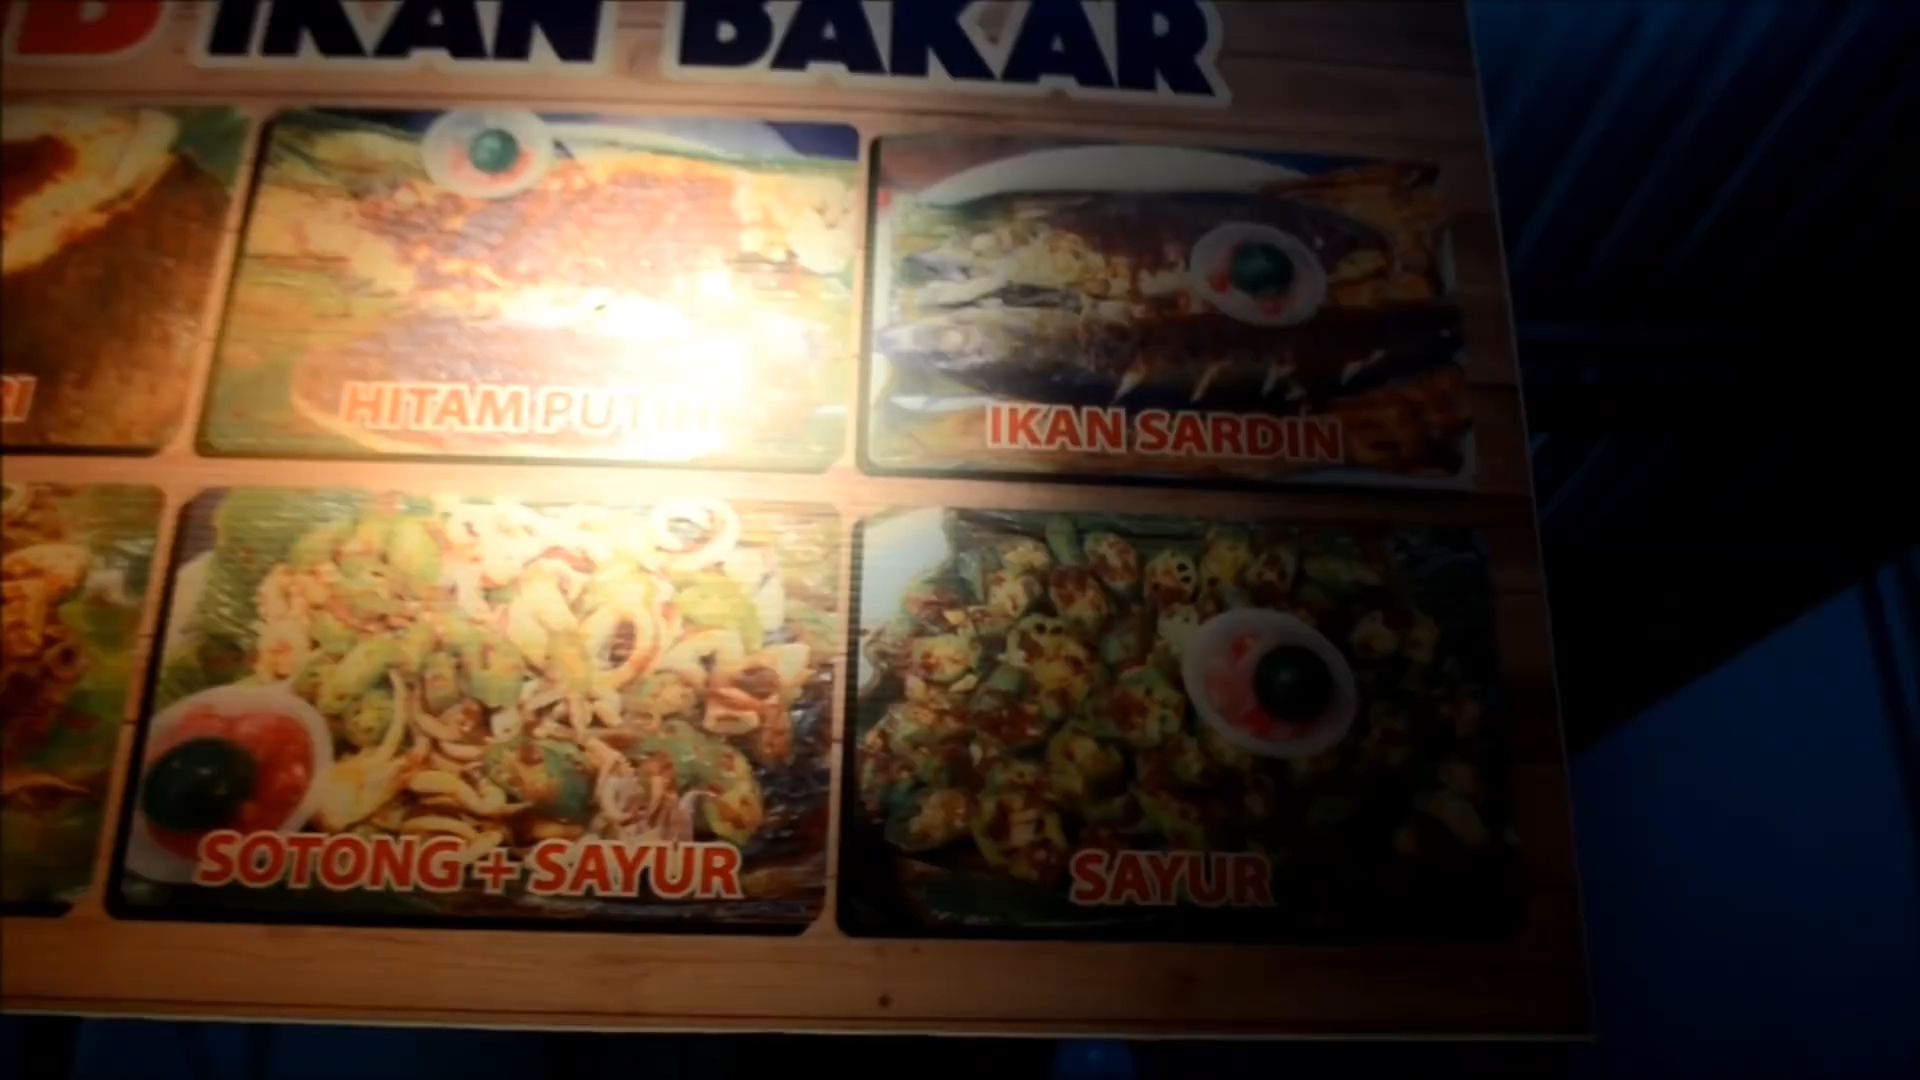 IKAN BAKAR
HITAM PUTIH
IKAN SARDIN
SOTONG + SAYUR
SAYUR